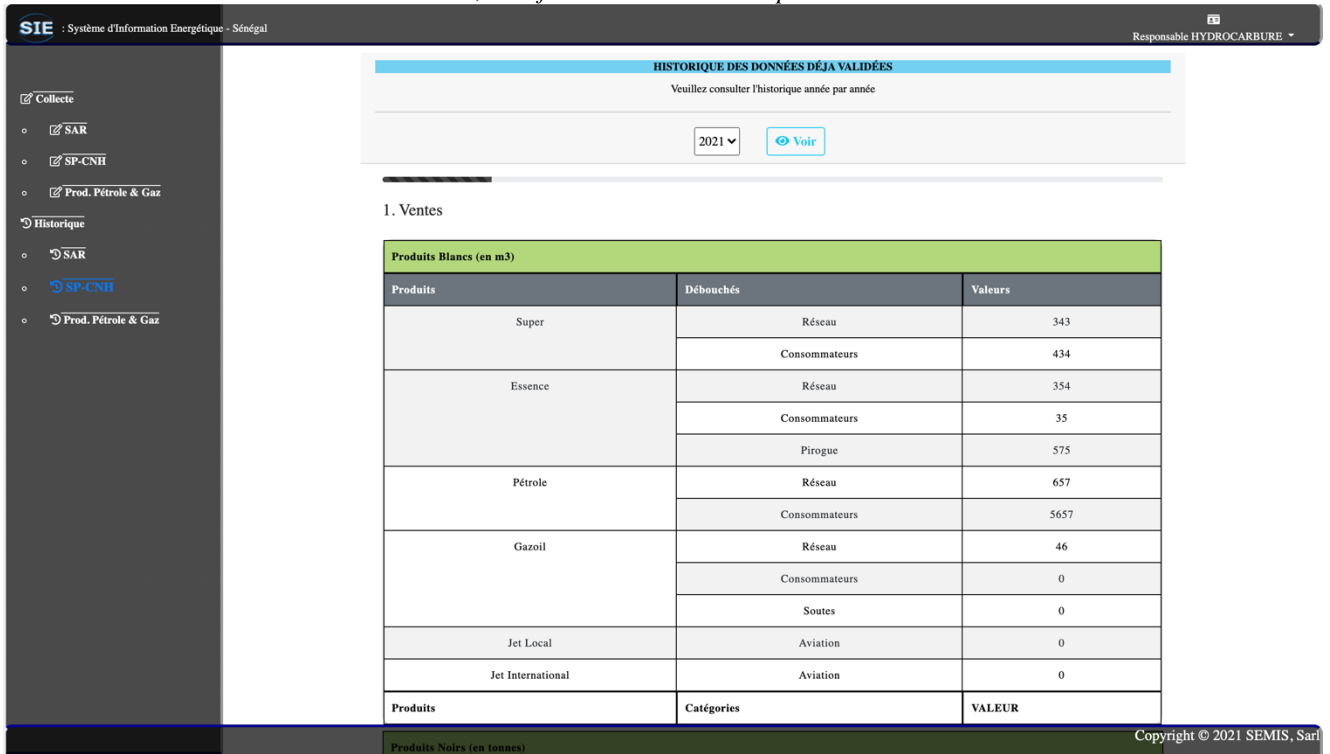 SIE : Système d'Information Energétique - Sénégal
Responsable HYDROCARBURE
Collecte
SAR
SP-CNH
Prod. Pétrole & Gaz
Historique
SAR
SP-CNH
Prod. Pétrole & Gaz
HISTORIQUE DES DONNÉES DÉJA VALIDÉES
Veuillez consulter l'historique année par année
2021 Voir
1. Ventes
Produits Blancs (en m3)
Produits Débouchés Valeurs
Super Réseau 343
Consommateurs 434
Essence Réseau 354
Consommateurs 35
Pirogue 575
Pétrole Réseau 657
Consommateurs 5657
Gazoil Réseau 46
Consommateurs 0
Soutes 0
Jet Local Aviation 0
Jet International Aviation 0
Produits Catégories VALEUR
Produits Noirs (en tonnes)
Copyright © 2021 SEMIS, Sarl